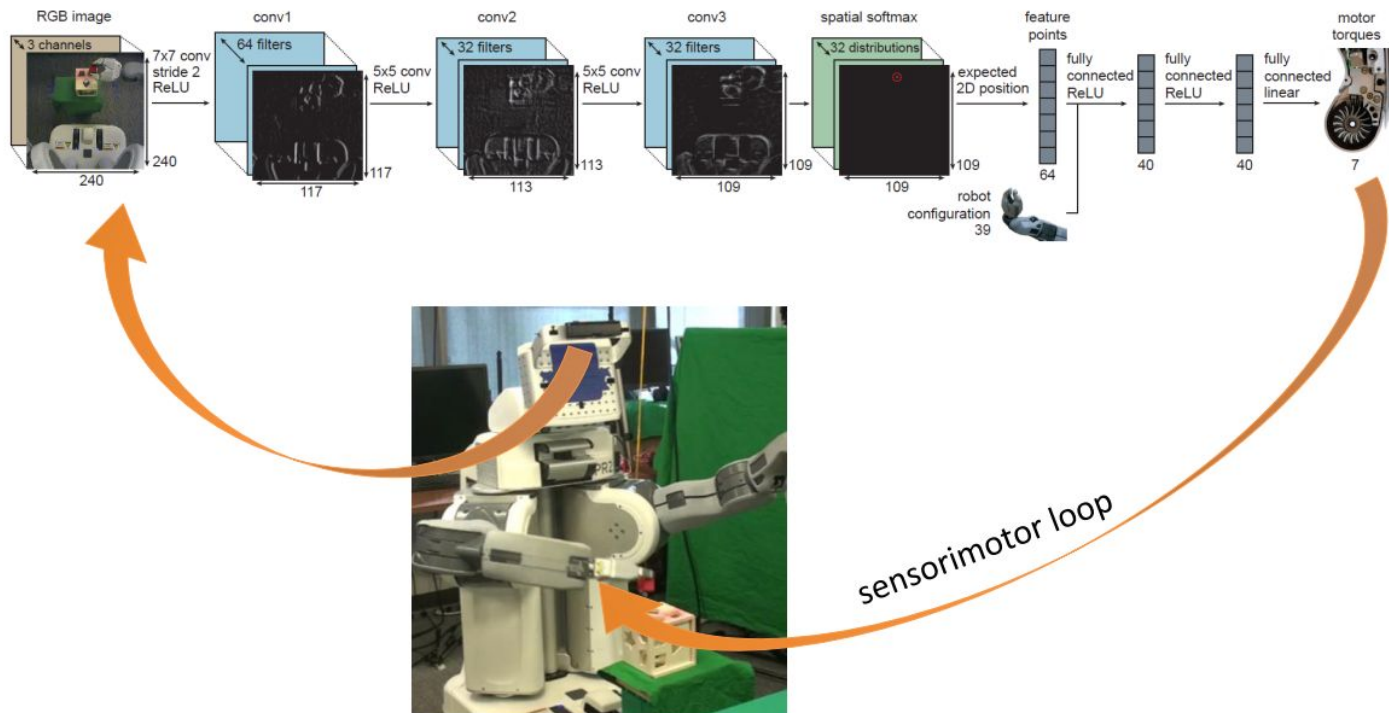 RGB image
3 channels
240
240
7x7 conv
stride 2
ReLU
conv1
64 filters
117
117
5x5 conv
ReLU
conv2
32 filters
113
113
5x5 conv
ReLU
conv3
32 filters
109
109
spatial softmax
32 distributions
109
109
expected
2D position
feature
points
64
fully
connected
ReLU
robot
configuration
39
40
fully
connected
ReLU
40
fully
connected
linear
motor
torques
7
PR2
sensorimotor loop